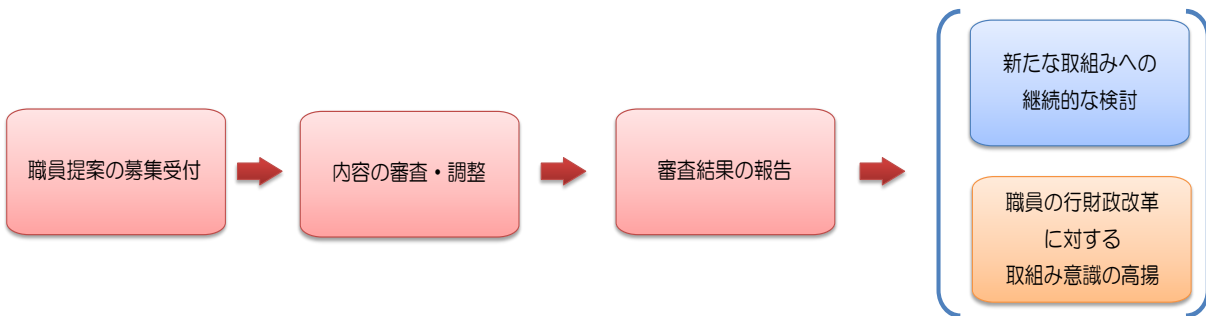 職員提案の募集受付
内容の審査・調整
審査結果の報告
新たな取組みへの
継続的な検討
職員の行財政改革
に対する
取組み意識の高揚